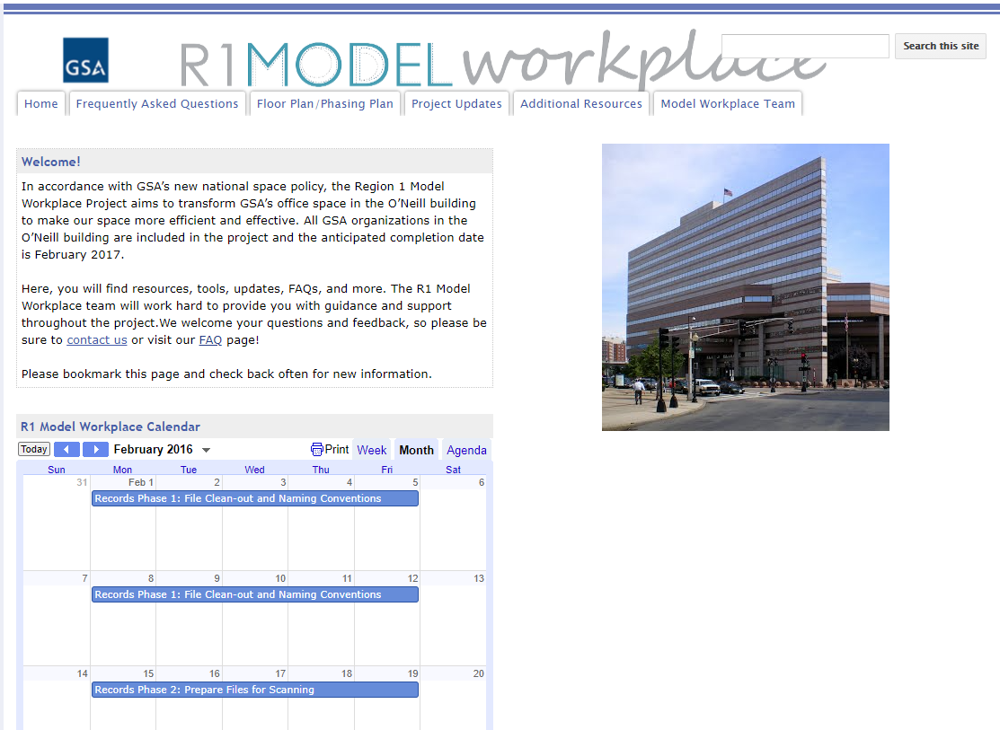 GSA
R1MODEL workplace
Search this site
Home
Frequently Asked Questions
Floor Plan/Phasing Plan
Project Updates
Additional Resources
Model Workplace Team
Welcome!
In accordance with GSA’s new national space policy, the Region 1 Model
Workplace Project aims to transform GSA’s office space in the O’Neill building
to make our space more efficient and effective. All GSA organizations in the
O’Neill building are included in the project and the anticipated completion date
is February 2017.
Here, you will find resources, tools, updates, FAQs, and more. The R1 Model
Workplace team will work hard to provide you with guidance and support
throughout the project.We welcome your questions and feedback, so please be
sure to contact us or visit our FAQ page!
Please bookmark this page and check back often for new information.
R1 Model Workplace Calendar
Today February 2016 Print Week Month Agenda
Sun Mon Tue Wed Thu Fri Sat
31 Feb 1 2 3 4 5 6
Records Phase 1: File Clean-out and Naming Conventions
7 8 9 10 11 12 13
Records Phase 1: File Clean-out and Naming Conventions
14 15 16 17 18 19 20
Records Phase 2: Prepare Files for Scanning